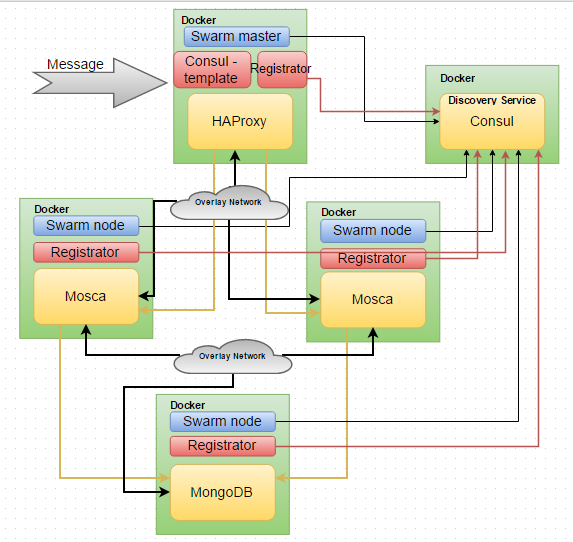 Docker
Swarm master
Consul -
template
Registrator
HAProxy
Message
Docker
Discovery Service
Consul
Overlay Network
Docker
Swarm node
Registrator
Mosca
Docker
Swarm node
Registrator
Mosca
Overlay Network
Docker
Swarm node
Registrator
MongoDB